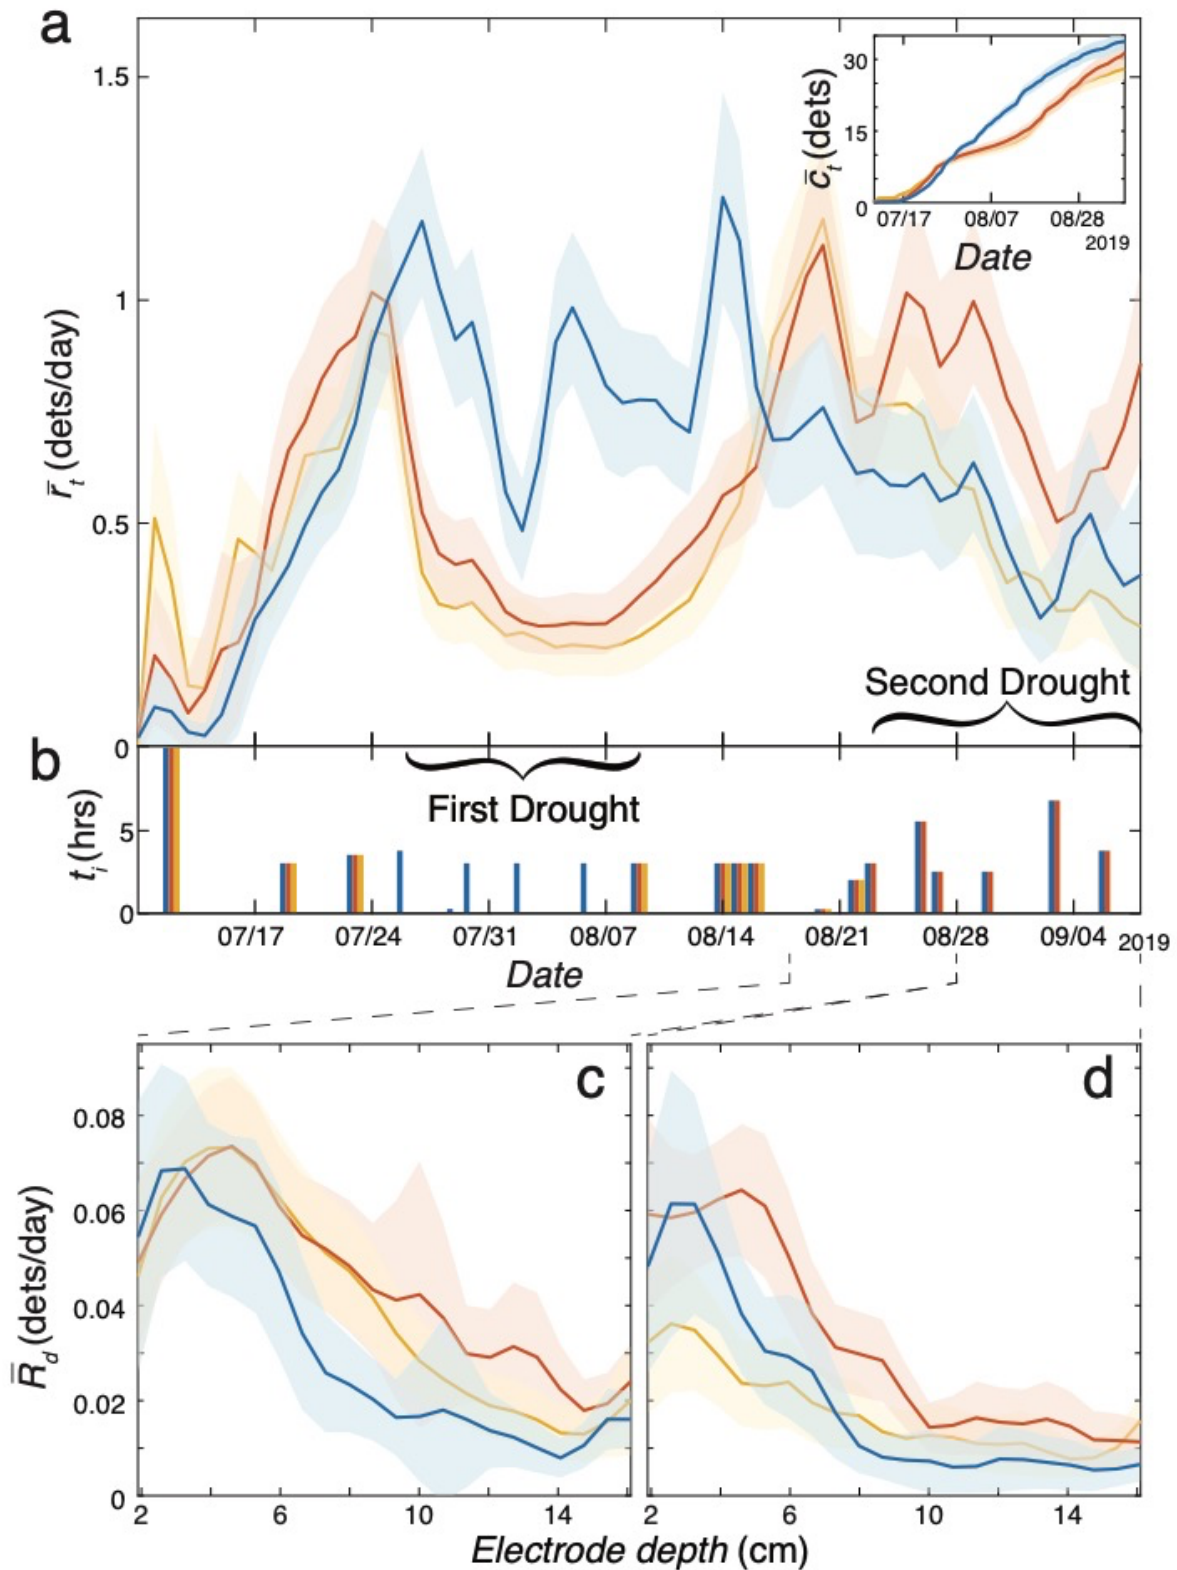 a
1.5
1
0.5
0
r̄t (dets/day)
30
15
0
c̄t (dets)
07/17 08/07 08/28
2019
Date
Second Drought
b
ti (hrs)
5
0
First Drought
07/17 07/24 07/31 08/07 08/14 08/21 08/28 09/04 2019
Date
c
d
0.08
0.06
0.04
0.02
0
R̄d (dets/day)
2 6 10 14 2 6 10 14
Electrode depth (cm)